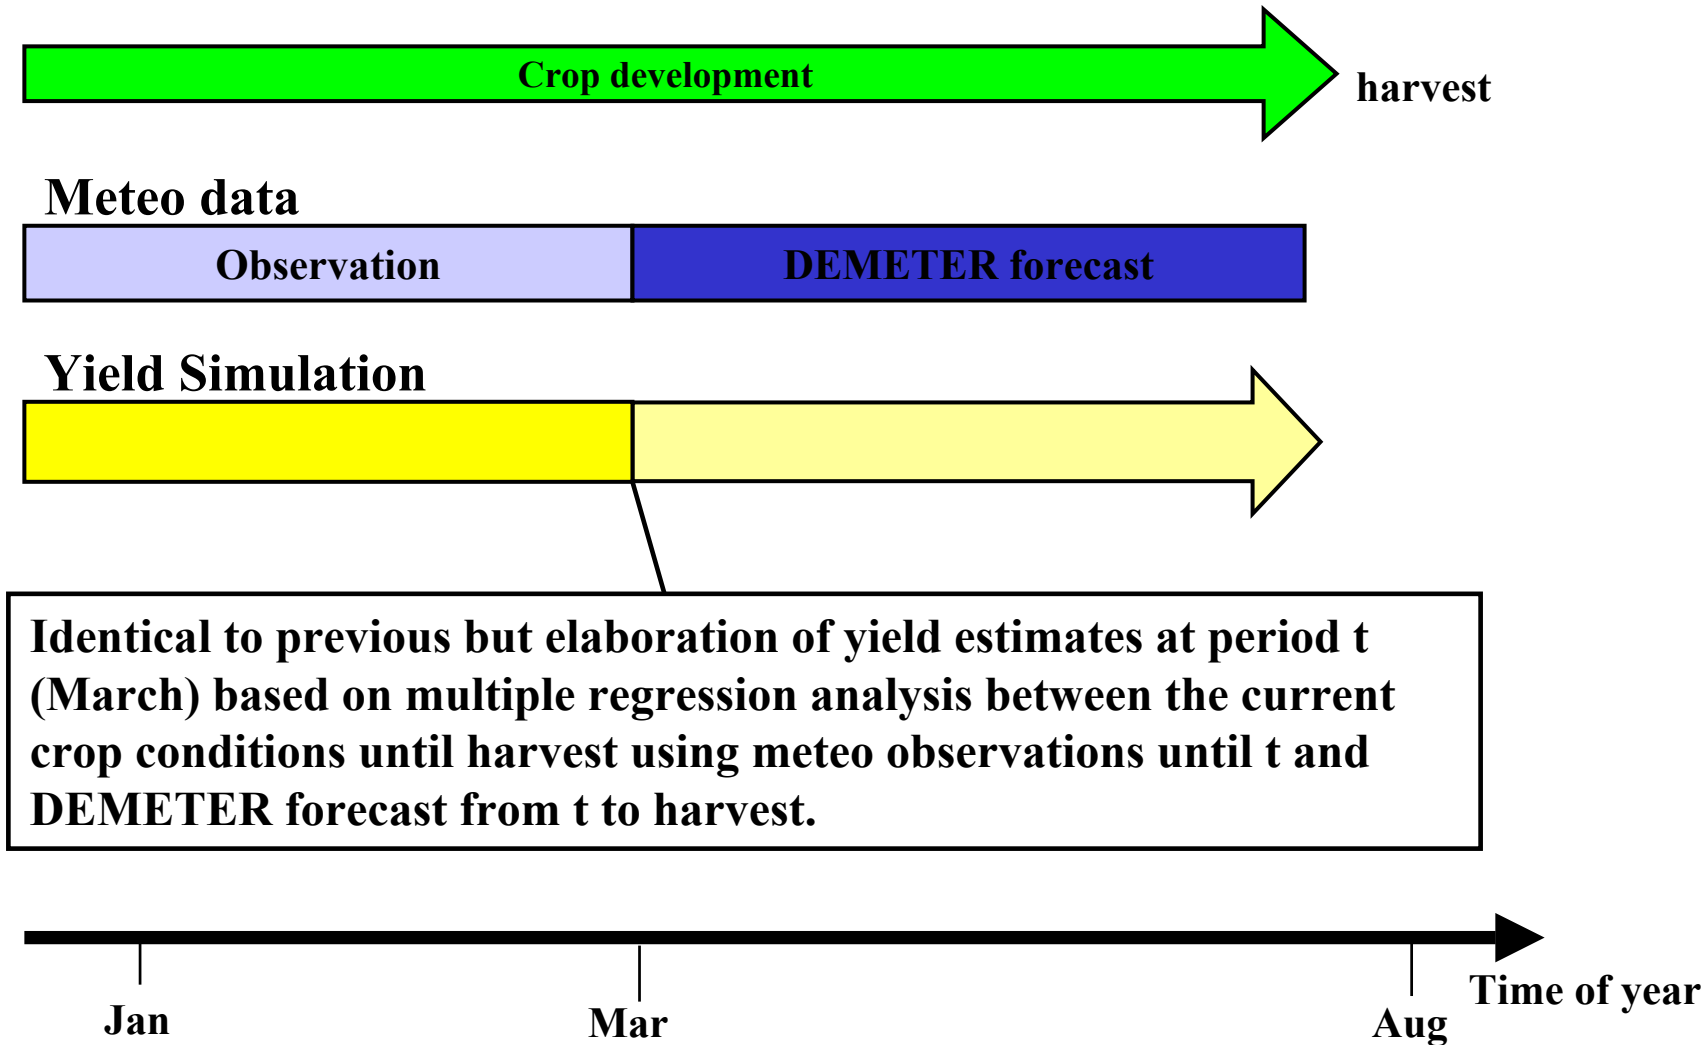 Crop development
harvest
Meteo data
Observation
DEMETER forecast
Yield Simulation
Identical to previous but elaboration of yield estimates at period t
(March) based on multiple regression analysis between the current
crop conditions until harvest using meteo observations until t and
DEMETER forecast from t to harvest.
Time of year
Jan
Mar
Aug